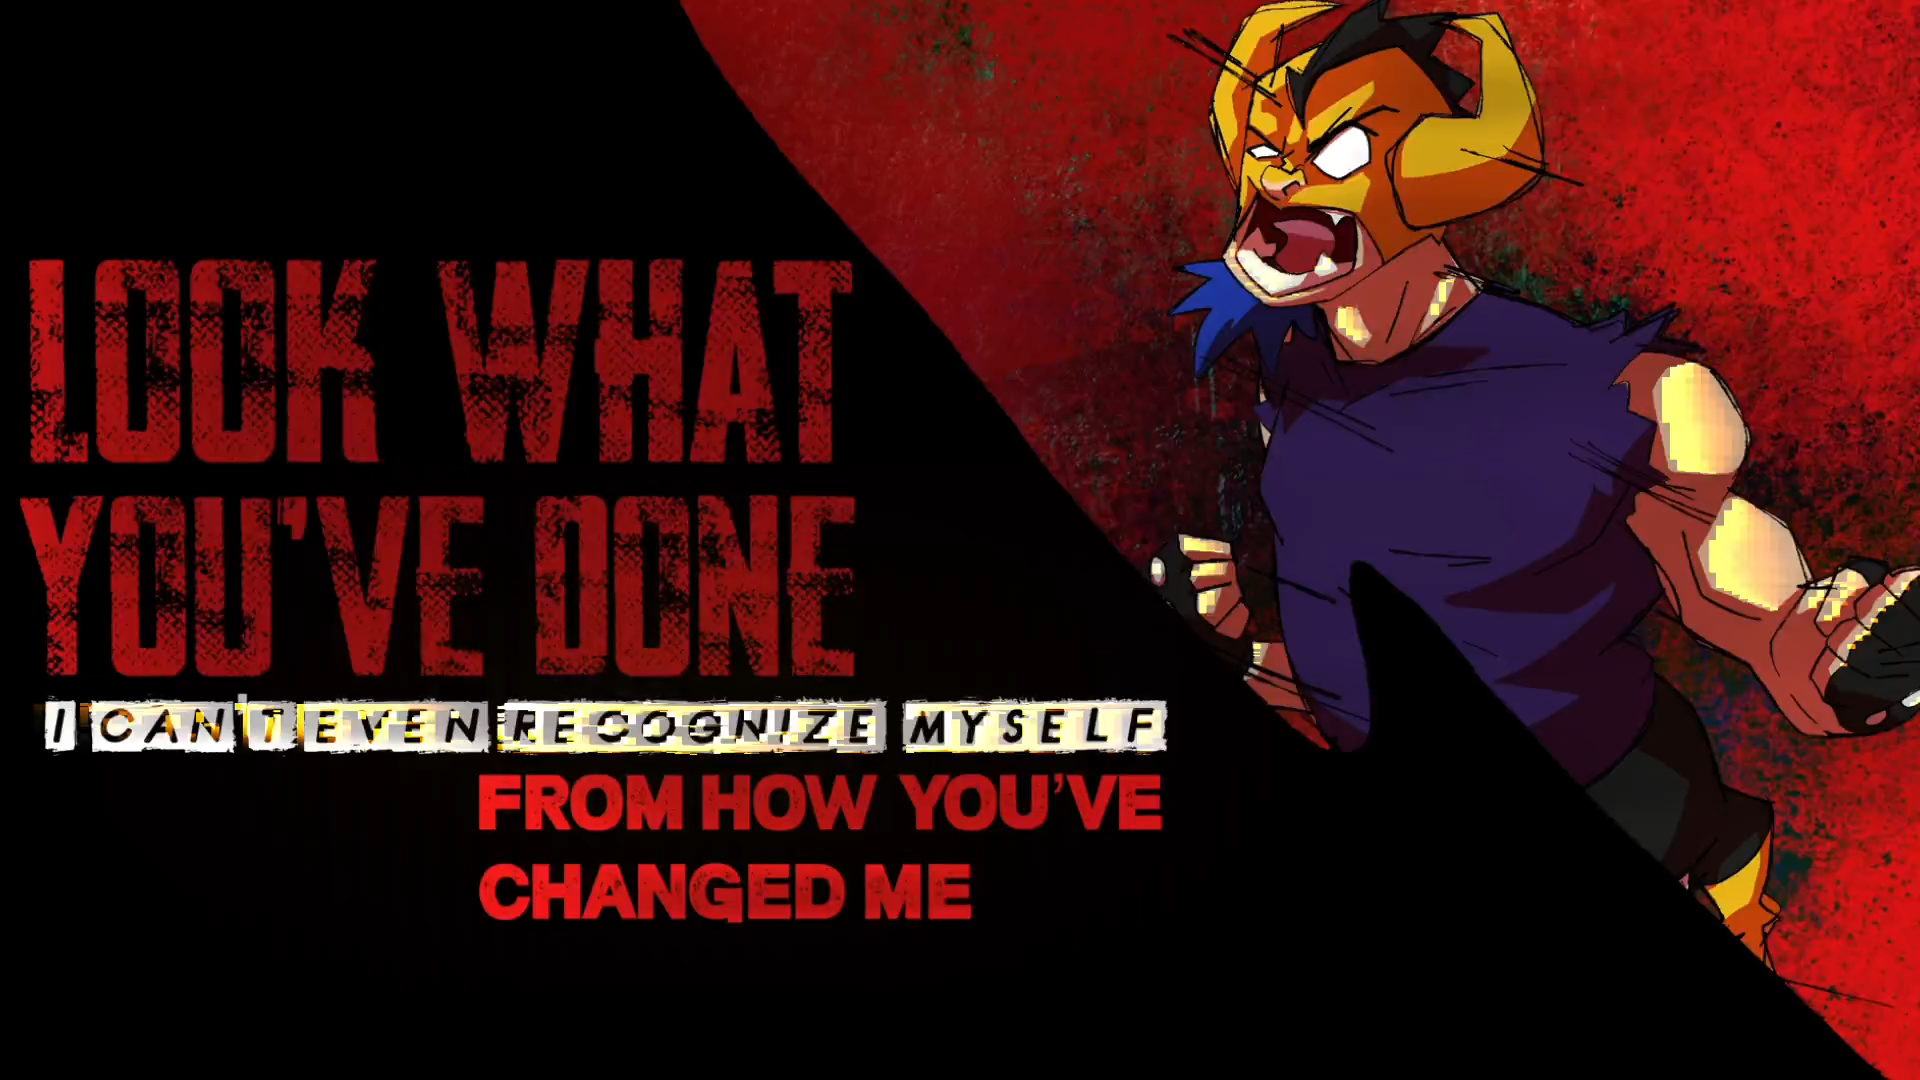 LOOK WHAT
YOU'VE DONE
I CAN'T EVEN RECOGNIZE MYSELF
FROM HOW YOU'VE
CHANGED ME